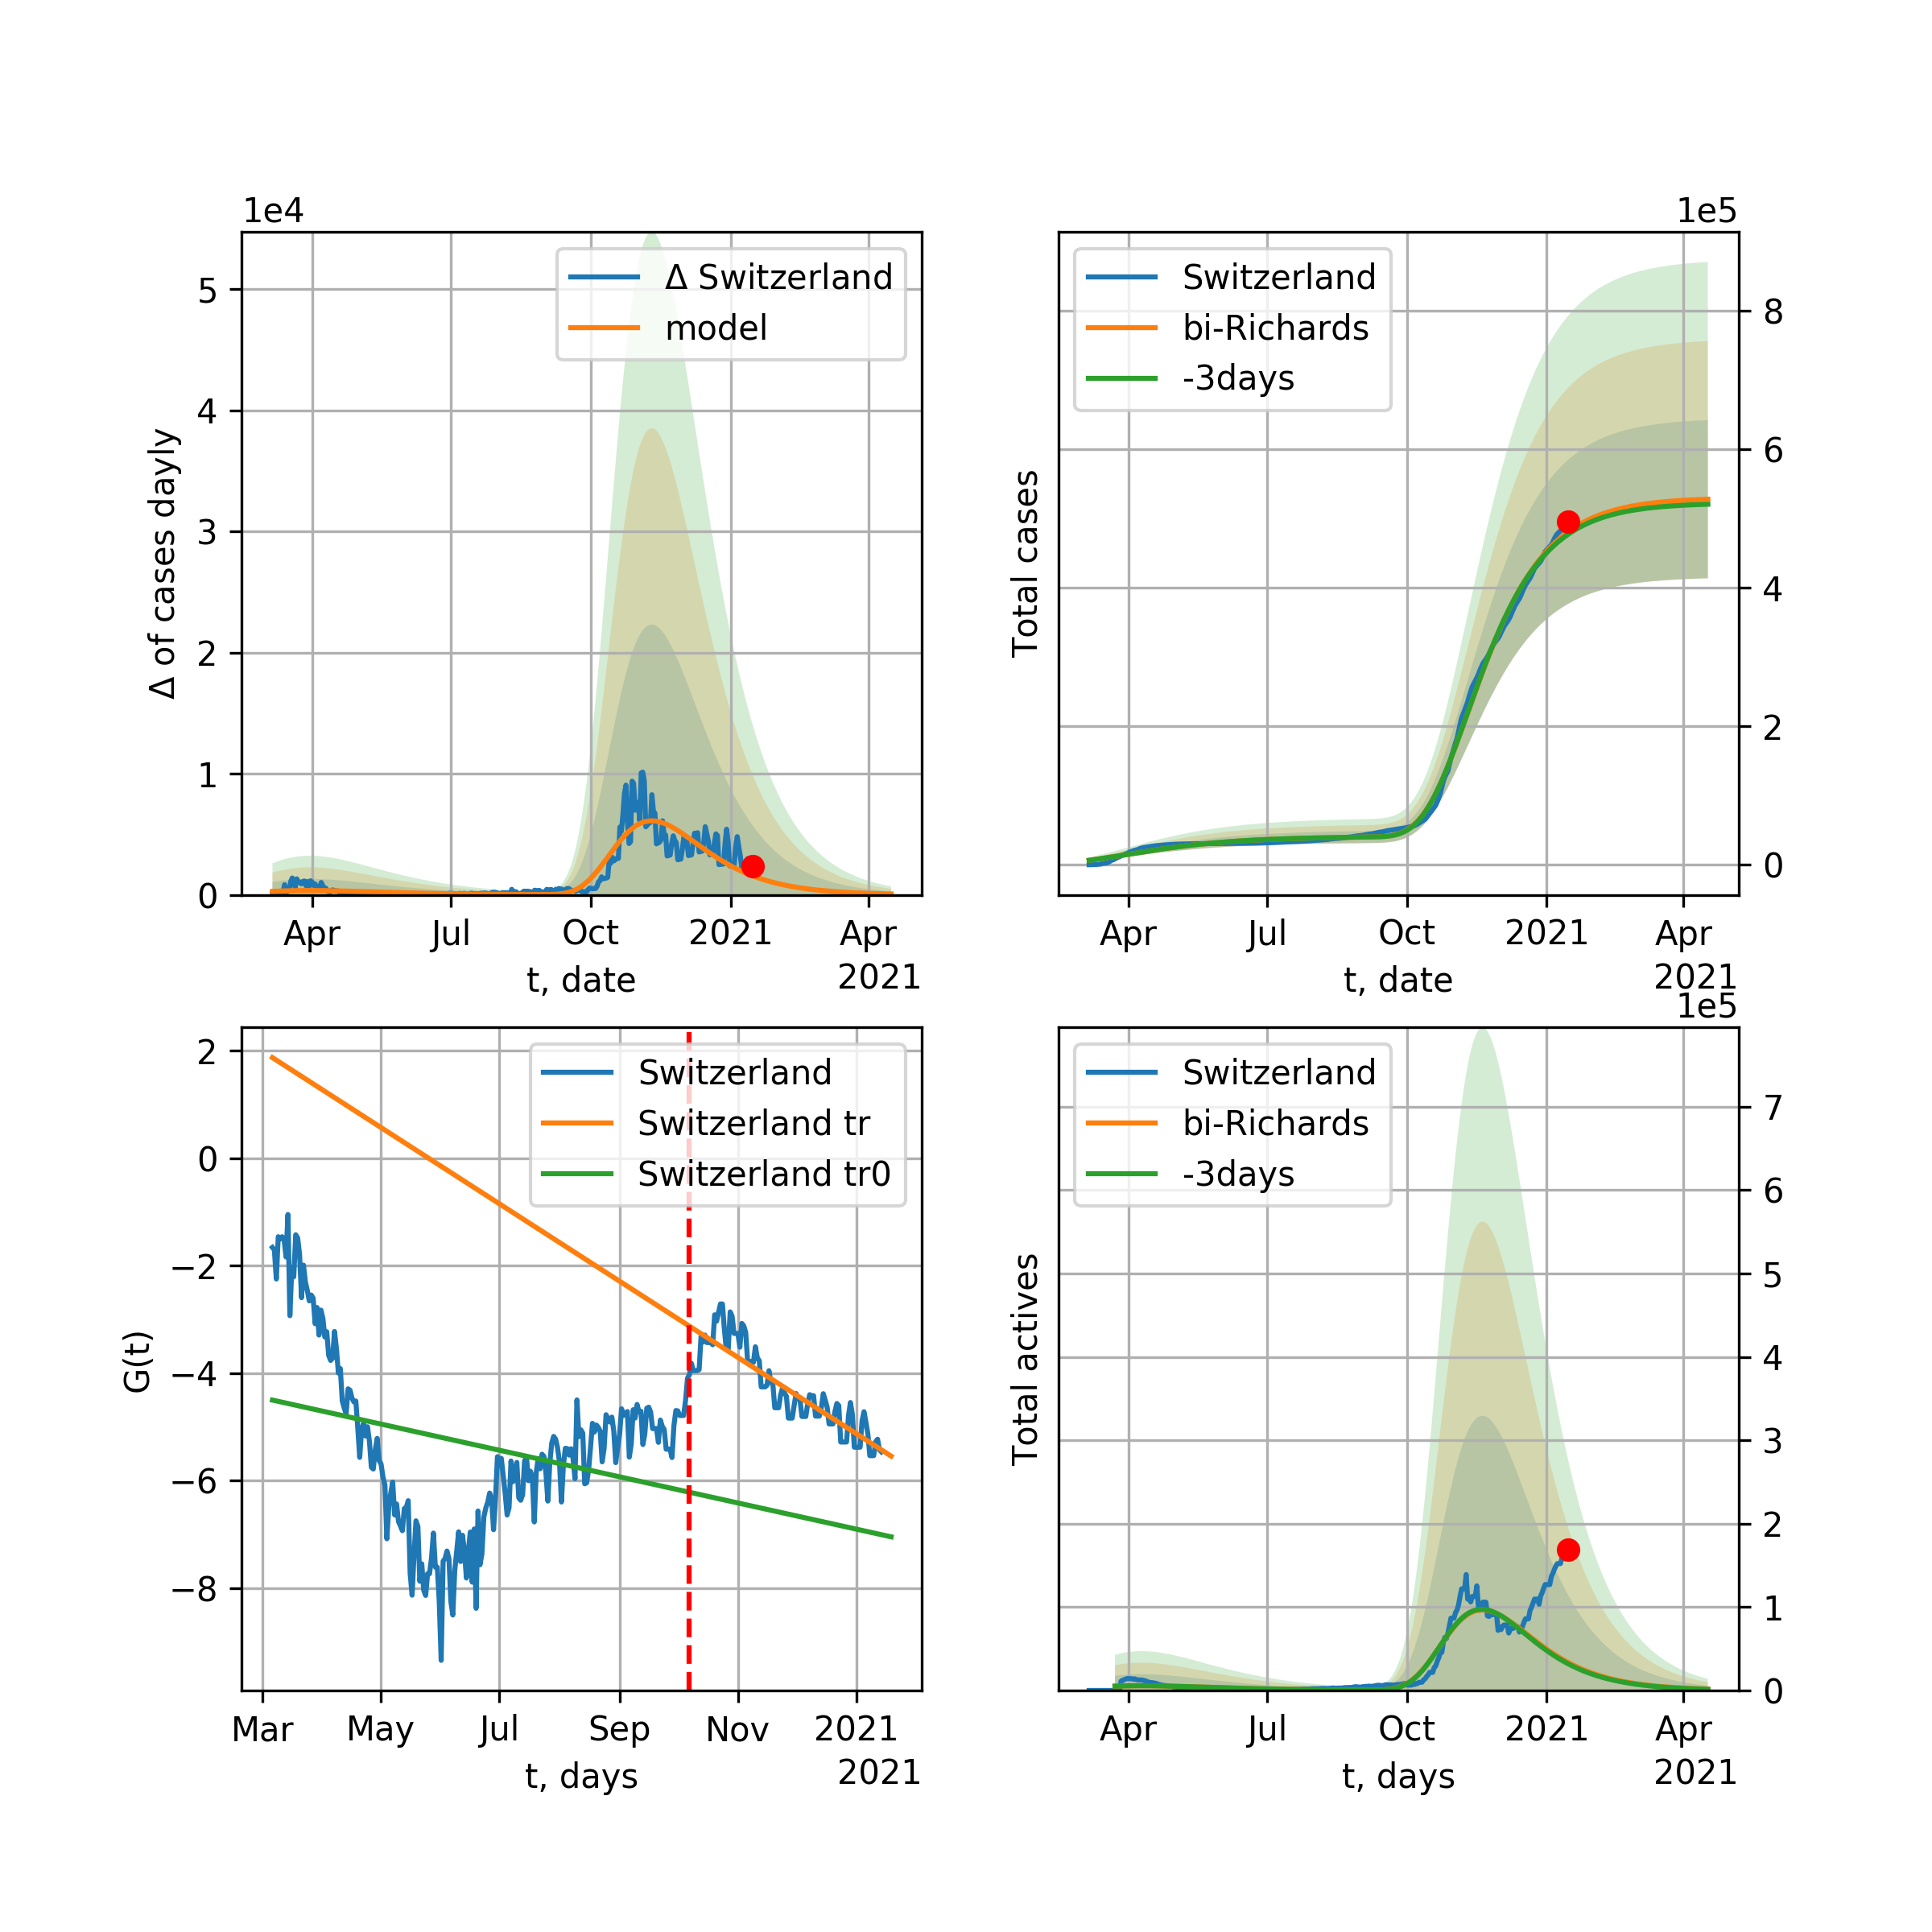 1e4
Δ of cases dayly
5
4
3
2
1
0
Δ Switzerland
model
Apr Jul Oct 2021 Apr
2021
t, date
1e5
Total cases
Switzerland
bi-Richards
-3days
8
6
4
2
0
Apr Jul Oct 2021 Apr
2021
t, date
G(t)
2
0
−2
−4
−6
−8
Switzerland
Switzerland tr
Switzerland tr0
Mar May Jul Sep Nov 2021
2021
t, days
1e5
Total actives
Switzerland
bi-Richards
-3days
7
6
5
4
3
2
1
0
Apr Jul Oct 2021 Apr
2021
t, days